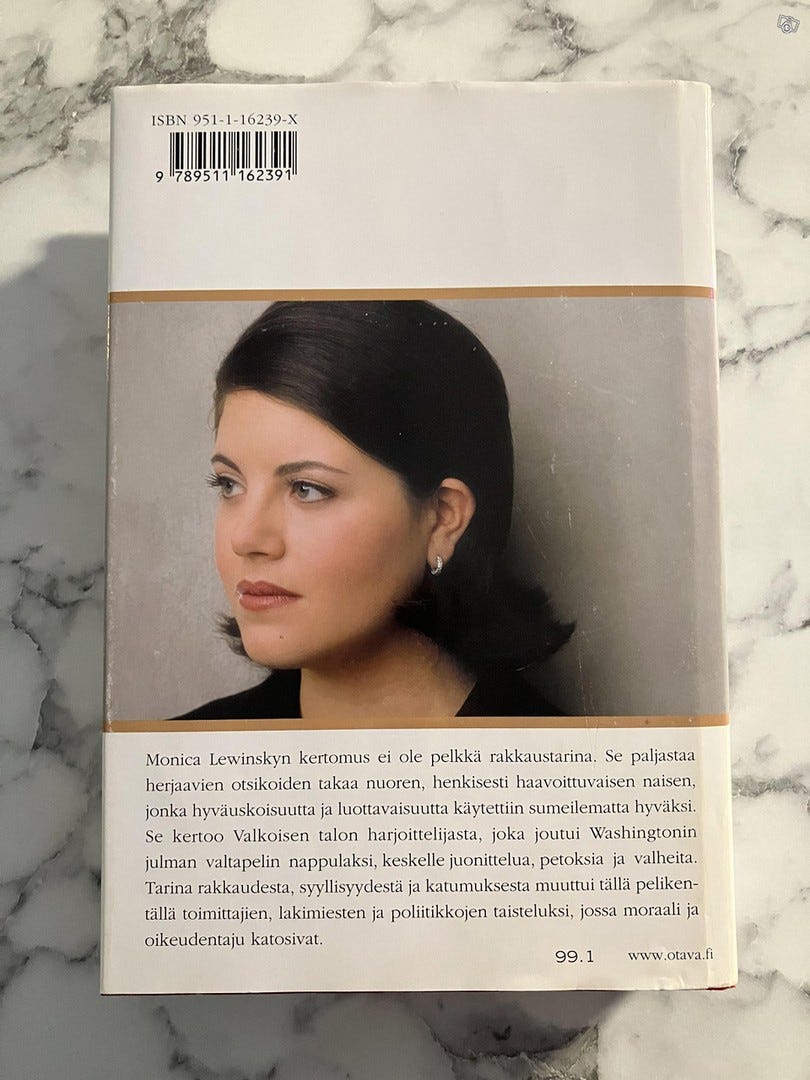 ISBN 951-1-16239-X
9 789511 162391
Monica Lewinskyn kertomus ei ole pelkkä rakkaustarina. Se paljastaa
herjaavien otsikoiden takaa nuoren, henkisesti haavoittuvaisen naisen,
jonka hyväuskoisuutta ja luottavaisuutta käytettiin sumeilematta hyväksi.
Se kertoo Valkoisen talon harjoittelijasta, joka joutui Washingtonin
julman valtapelin nappulaksi, keskelle juonittelua, petoksia ja valheita.
Tarina rakkaudesta, syyllisyydestä ja katumuksesta muuttui tällä peliken-
tällä toimittajien, lakimiesten ja poliitikkojen taisteluksi, jossa moraali ja
oikeudentaju katosivat.
99.1 www.otava.fi